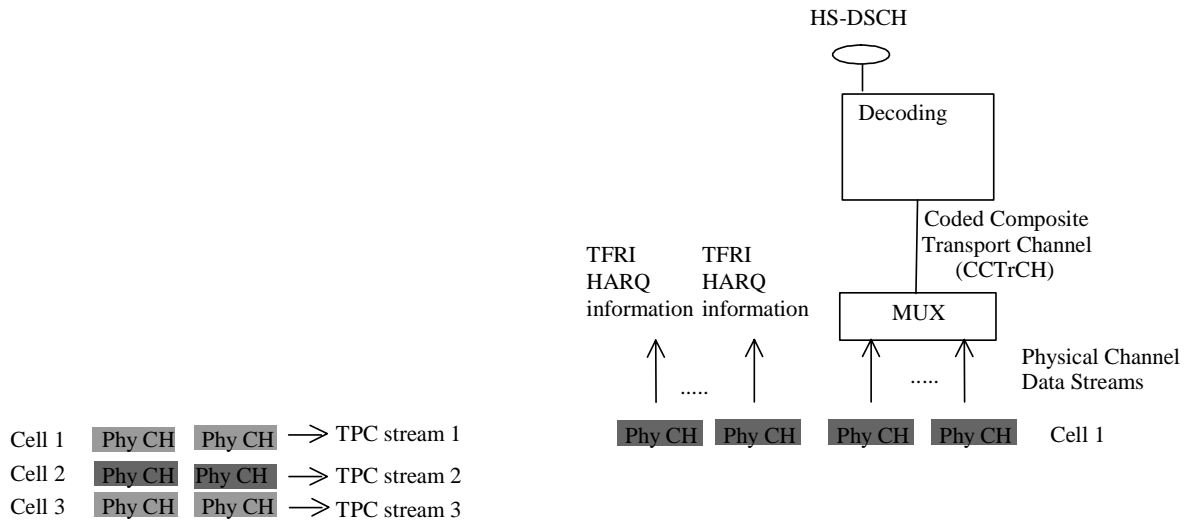 HS-DSCH
Decoding
Coded Composite
Transport Channel
(CCTrCH)
TFRI
HARQ
information
TFRI
HARQ
information
MUX
Physical Channel
Data Streams
.....
.....
Phy CH Phy CH Phy CH Phy CH Cell 1
Cell 1 Phy CH Phy CH TPC stream 1
Cell 2 Phy CH Phy CH TPC stream 2
Cell 3 Phy CH Phy CH TPC stream 3